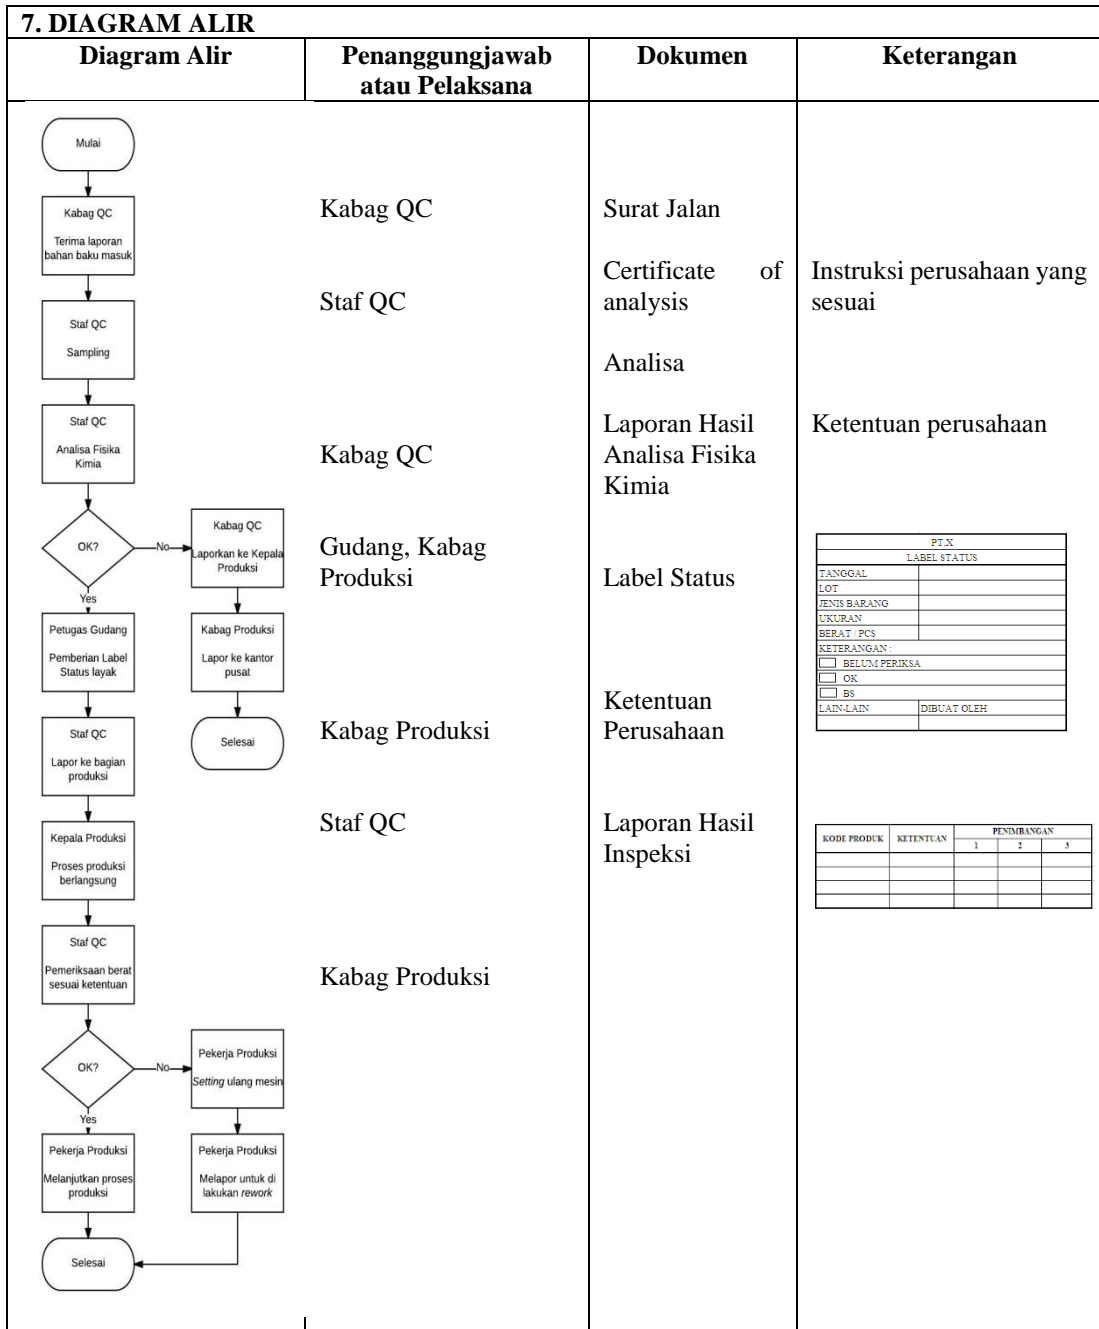 7. DIAGRAM ALIR
Diagram Alir
Penanggungjawab
atau Pelaksana
Dokumen
Keterangan
Mulai
Kabag QC
Terima laporan
bahan baku masuk
Staf QC
Sampling
Staf QC
Analisa Fisika
Kimia
OK?
No
Kabag QC
Laporkan ke Kepala
Produksi
Yes
Petugas Gudang
Pemberian Label
Status layak
Kabag Produksi
Lapor ke kantor
pusat
Staf QC
Lapor ke bagian
produksi
Selesai
Kepala Produksi
Proses produksi
berlangsung
Staf QC
Pemeriksaan berat
sesuai ketentuan
OK?
No
Pekerja Produksi
Setting ulang mesin
Yes
Pekerja Produksi
Melanjutkan proses
produksi
Pekerja Produksi
Melapor untuk di
lakukan rework
Selesai
Kabag QC
Staf QC
Kabag QC
Gudang, Kabag
Produksi
Kabag Produksi
Staf QC
Kabag Produksi
Surat Jalan
Certificate of
analysis
Analisa
Laporan Hasil
Analisa Fisika
Kimia
Label Status
Ketentuan
Perusahaan
Laporan Hasil
Inspeksi
Instruksi perusahaan yang
sesuai
Ketentuan perusahaan
PT.X
LABEL STATUS
TANGGAL
LOT
JENIS BARANG
UKURAN
BERAT / PCS
KETERANGAN :
BELUM PERIKSA
OK
BS
LAIN-LAIN DIBUAT OLEH
KODE PRODUK KETENTUAN PENIMBANGAN
1 2 3